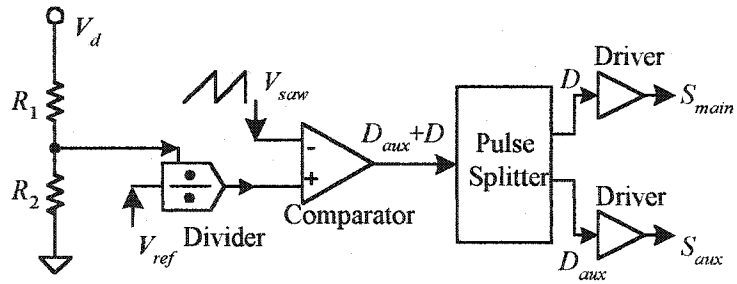 V_d
Driver
R_1
V_saw
D
S_main
D_aux+D
-
Pulse
Splitter
+
R_2
Comparator
Driver
V_ref
Divider
D_aux
S_aux